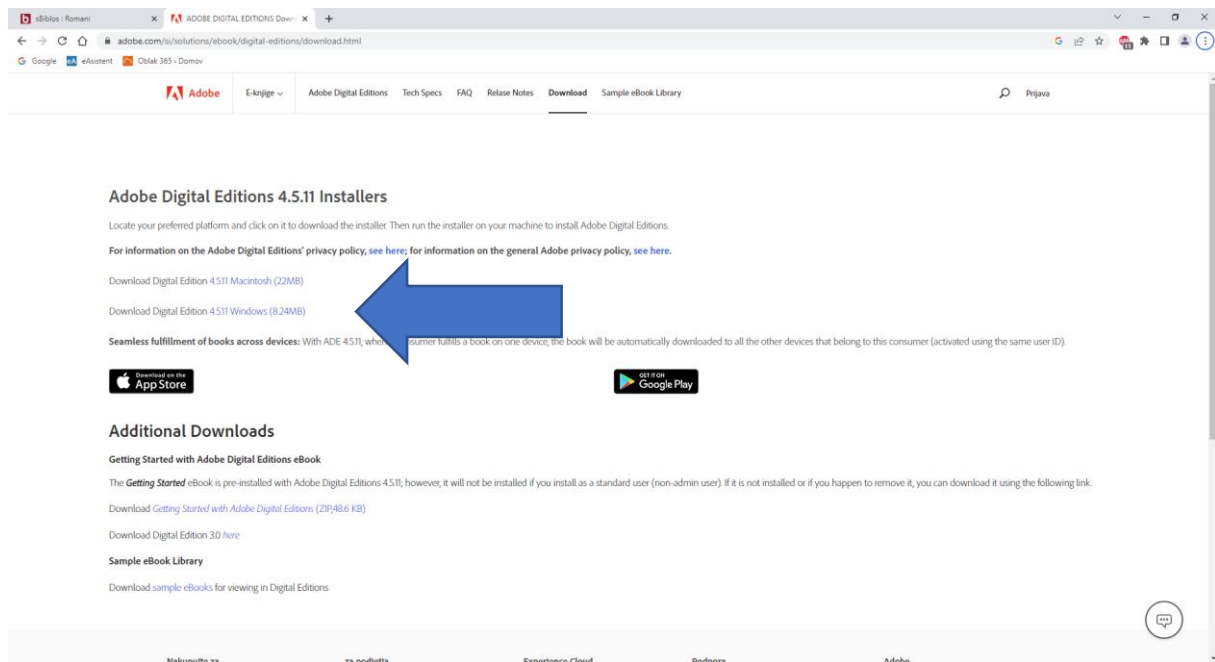 sBiblos : Romani
ADOBE DIGITAL EDITIONS Down
adobe.com/si/solutions/ebook/digital-editions/download.html
Google eAsistent Oblak 365 - Domov
Adobe E-knjige Adobe Digital Editions Tech Specs FAQ Relase Notes Download Sample eBook Library Prijava
Adobe Digital Editions 4.5.11 Installers
Locate your preferred platform and click on it to download the installer. Then run the installer on your machine to install Adobe Digital Editions.
For information on the Adobe Digital Editions' privacy policy, see here; for information on the general Adobe privacy policy, see here.
Download Digital Edition 4.5.11 Macintosh (22MB)
Download Digital Edition 4.5.11 Windows (8.24MB)
Seamless fulfillment of books across devices: With ADE 4.5.11, when consumer fulfills a book on one device, the book will be automatically downloaded to all the other devices that belong to this consumer (activated using the same user ID).
Download on the App Store
GET IT ON Google Play
Additional Downloads
Getting Started with Adobe Digital Editions eBook
The Getting Started eBook is pre-installed with Adobe Digital Editions 4.5.11; however, it will not be installed if you install as a standard user (non-admin user). If it is not installed or if you happen to remove it, you can download it using the following link.
Download Getting Started with Adobe Digital Editions (ZIP,48.6 KB)
Download Digital Edition 3.0 here
Sample eBook Library
Download sample eBooks for viewing in Digital Editions
Nakupujte za za podjetja Experience Cloud Podpora Adobe